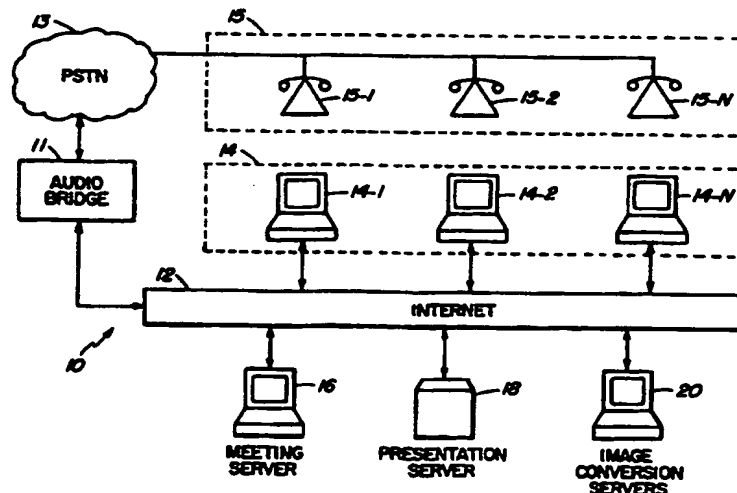 13
PSTN
15
15-1
15-2
15-N
11
AUDIO
BRIDGE
14
14-1
14-2
14-N
12
INTERNET
10
16
MEETING
SERVER
18
PRESENTATION
SERVER
20
IMAGE
CONVERSION
SERVERS